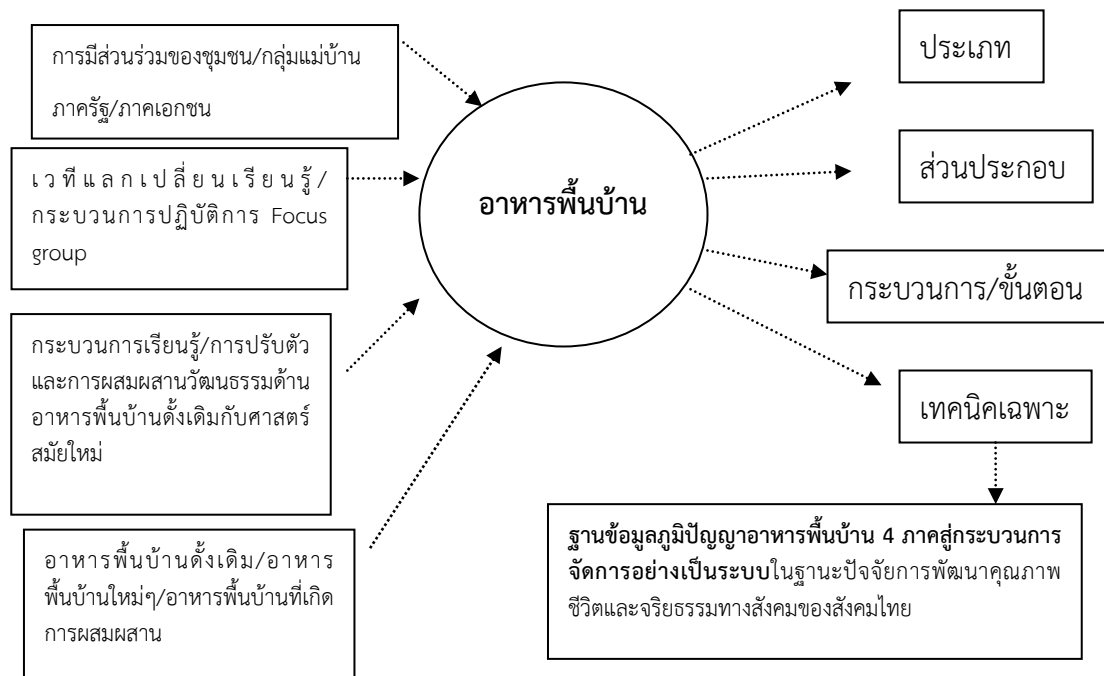 การมีส่วนร่วมของชุมชน/กลุ่มแม่บ้าน
ภาครัฐ/ภาคเอกชน
เวทีแลกเปลี่ยนเรียนรู้/
กระบวนการปฏิบัติการ Focus
group
กระบวนการเรียนรู้/การปรับตัว
และการผสมผสานวัฒนธรรมด้าน
อาหารพื้นบ้านดั้งเดิมกับศาสตร์
สมัยใหม่
อาหารพื้นบ้านดั้งเดิม/อาหาร
พื้นบ้านใหม่ๆ/อาหารพื้นบ้านที่เกิด
การผสมผสาน
อาหารพื้นบ้าน
ประเภท
ส่วนประกอบ
กระบวนการ/ขั้นตอน
เทคนิคเฉพาะ
ฐานข้อมูลภูมิปัญญาอาหารพื้นบ้าน 4 ภาคสู่กระบวนการ
จัดการอย่างเป็นระบบในฐานะปัจจัยการพัฒนาคุณภาพ
ชีวิตและจริยธรรมทางสังคมของสังคมไทย